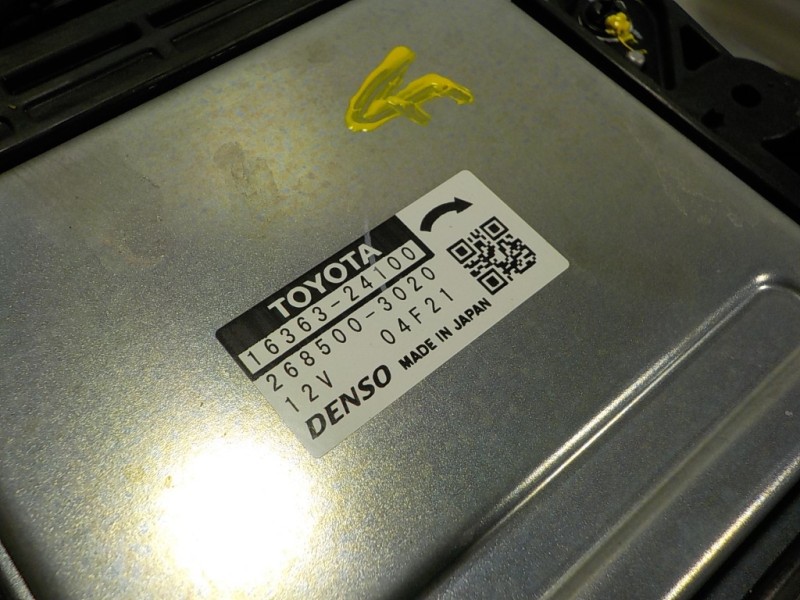 TOYOTA
16363-24100
268500-3020
12V 04F21
DENSO MADE IN JAPAN